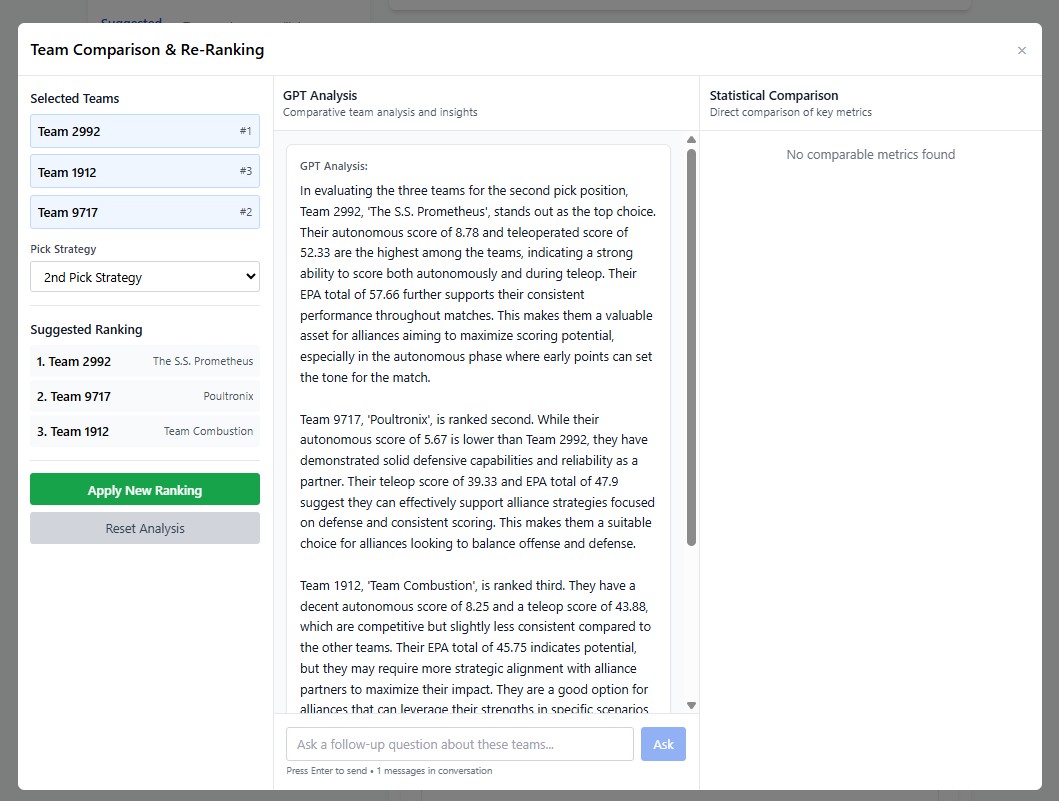 Suggested
Team Comparison & Re-Ranking
×
Selected Teams
Team 2992 #1
Team 1912 #3
Team 9717 #2
Pick Strategy
2nd Pick Strategy
Suggested Ranking
1. Team 2992 The S.S. Prometheus
2. Team 9717 Poultronix
3. Team 1912 Team Combustion
Apply New Ranking
Reset Analysis
GPT Analysis
Comparative team analysis and insights
GPT Analysis:
In evaluating the three teams for the second pick position,
Team 2992, 'The S.S. Prometheus', stands out as the top choice.
Their autonomous score of 8.78 and teleoperated score of
52.33 are the highest among the teams, indicating a strong
ability to score both autonomously and during teleop. Their
EPA total of 57.66 further supports their consistent
performance throughout matches. This makes them a valuable
asset for alliances aiming to maximize scoring potential,
especially in the autonomous phase where early points can set
the tone for the match.
Team 9717, 'Poultronix', is ranked second. While their
autonomous score of 5.67 is lower than Team 2992, they have
demonstrated solid defensive capabilities and reliability as a
partner. Their teleop score of 39.33 and EPA total of 47.9
suggest they can effectively support alliance strategies focused
on defense and consistent scoring. This makes them a suitable
choice for alliances looking to balance offense and defense.
Team 1912, 'Team Combustion', is ranked third. They have a
decent autonomous score of 8.25 and a teleop score of 43.88,
which are competitive but slightly less consistent compared to
the other teams. Their EPA total of 45.75 indicates potential,
but they may require more strategic alignment with alliance
partners to maximize their impact. They are a good option for
alliances that can leverage their strengths in specific scenarios
Ask a follow-up question about these teams...
Ask
Press Enter to send • 1 messages in conversation
Statistical Comparison
Direct comparison of key metrics
No comparable metrics found